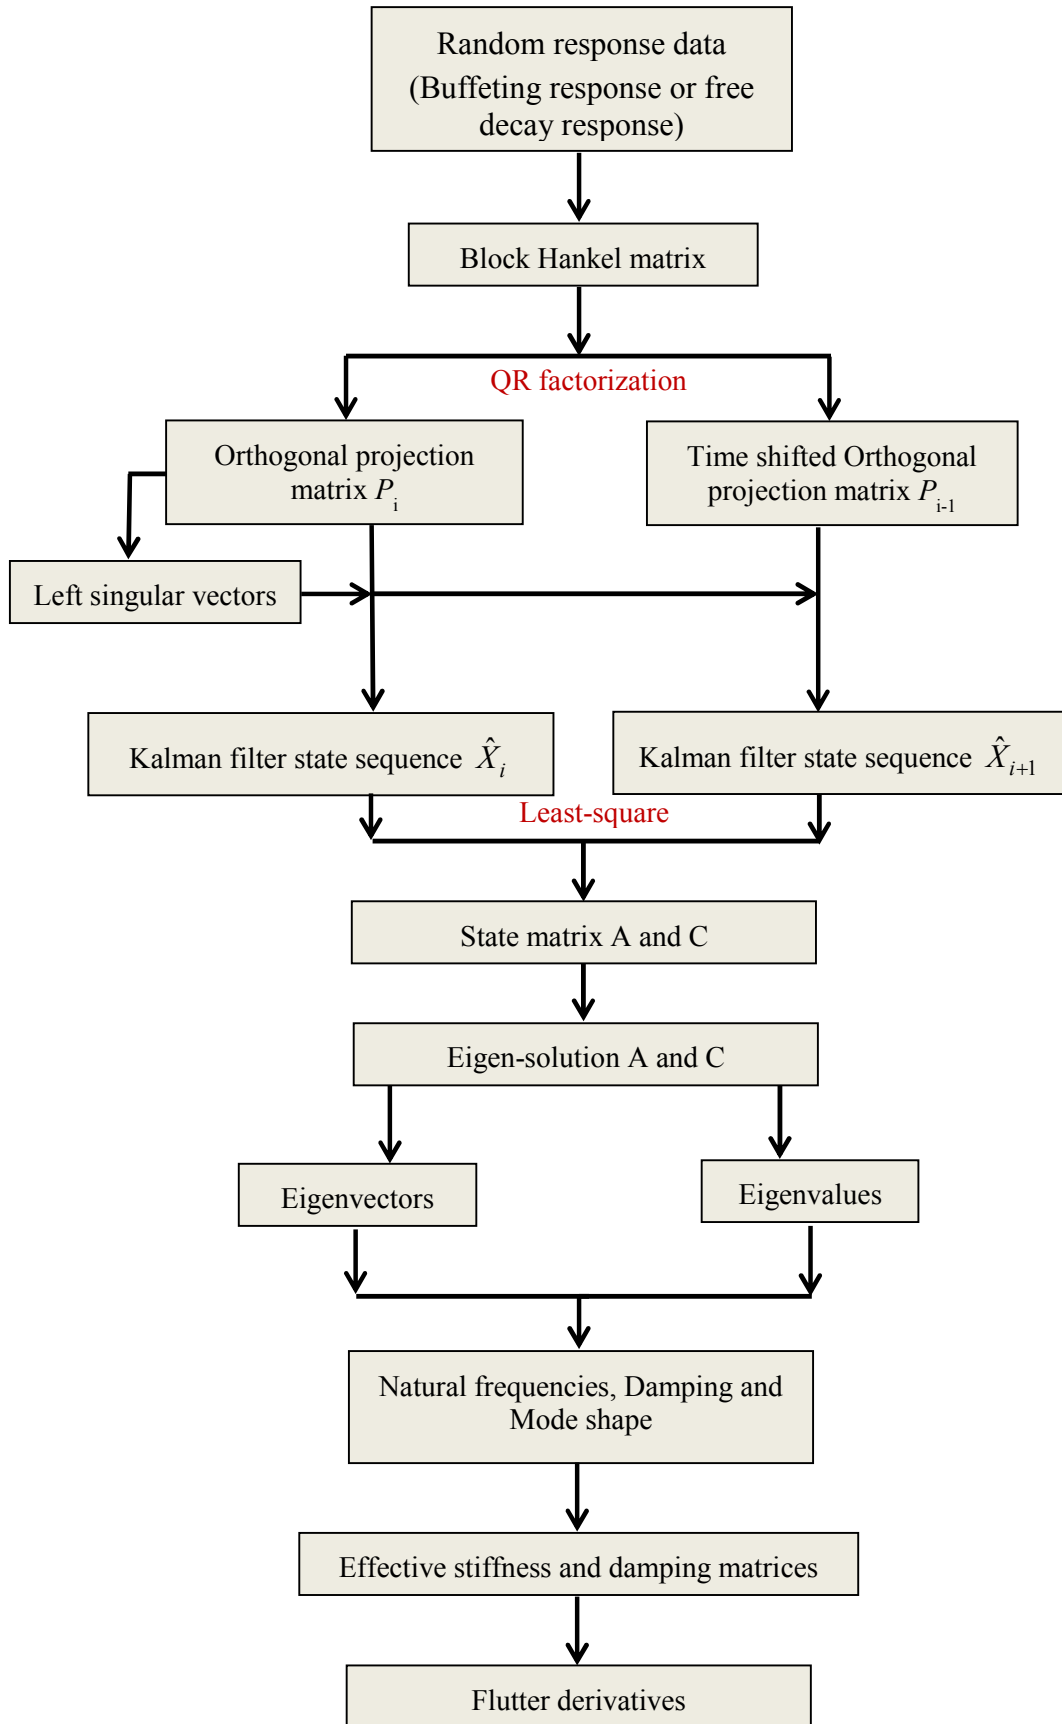 Random response data
(Buffeting response or free
decay response)
Block Hankel matrix
QR factorization
Orthogonal projection
matrix P_i
Time shifted Orthogonal
projection matrix P_{i-1}
Left singular vectors
Kalman filter state sequence X̂_i
Kalman filter state sequence X̂_{i+1}
Least-square
State matrix A and C
Eigen-solution A and C
Eigenvectors
Eigenvalues
Natural frequencies, Damping and
Mode shape
Effective stiffness and damping matrices
Flutter derivatives